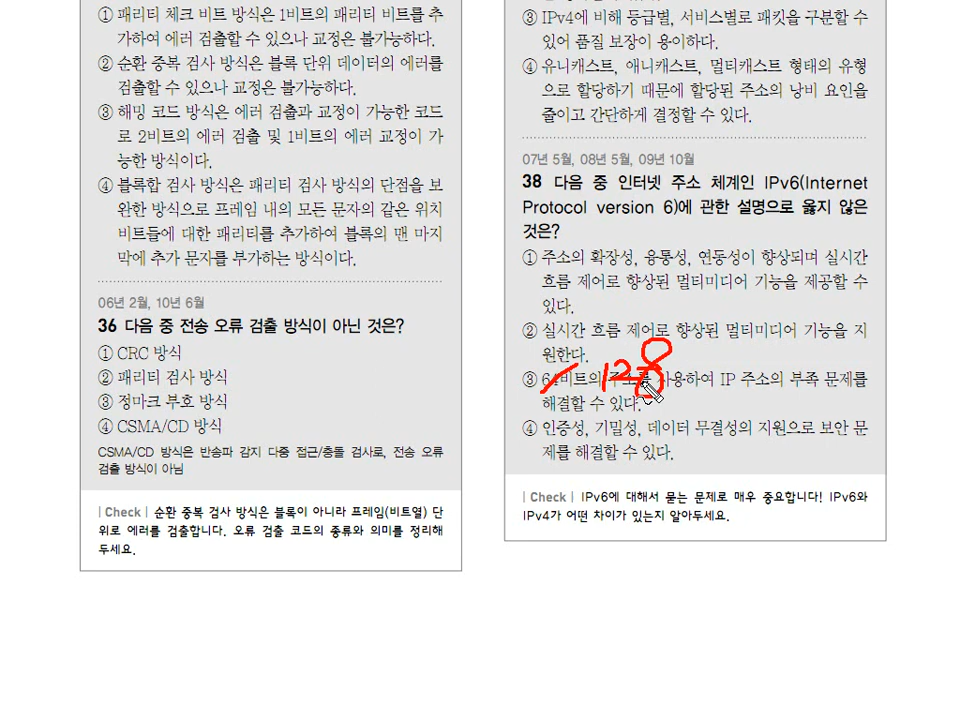 ① 패리티 체크 비트 방식은 1비트의 패리티 비트를 추
가하여 에러 검출할 수 있으나 교정은 불가능하다.
② 순환 중복 검사 방식은 블록 단위 데이터의 에러를
검출할 수 있으나 교정은 불가능하다.
③ 해밍 코드 방식은 에러 검출과 교정이 가능한 코드
로 2비트의 에러 검출 및 1비트의 에러 교정이 가
능한 방식이다.
④ 블록합 검사 방식은 패리티 검사 방식의 단점을 보
완한 방식으로 프레임 내의 모든 문자의 같은 위치
비트들에 대한 패리티를 추가하여 블록의 맨 마지
막에 추가 문자를 부가하는 방식이다.
06년 2월, 10년 6월
36 다음 중 전송 오류 검출 방식이 아닌 것은?
① CRC 방식
② 패리티 검사 방식
③ 정마크 부호 방식
④ CSMA/CD 방식
CSMA/CD 방식은 반송파 감지 다중 접근/충돌 검사로, 전송 오류
검출 방식이 아님
| Check | 순환 중복 검사 방식은 블록이 아니라 프레임(비트열) 단
위로 에러를 검출합니다. 오류 검출 코드의 종류와 의미를 정리해
두세요.
③ IPv4에 비해 등급별, 서비스별로 패킷을 구분할 수
있어 품질 보장이 용이하다.
④ 유니캐스트, 애니캐스트, 멀티캐스트 형태의 유형
으로 할당하기 때문에 할당된 주소의 낭비 요인을
줄이고 간단하게 결정할 수 있다.
07년 5월, 08년 5월, 09년 10월
38 다음 중 인터넷 주소 체계인 IPv6(Internet
Protocol version 6)에 관한 설명으로 옳지 않은
것은?
① 주소의 확장성, 융통성, 연동성이 향상되며 실시간
흐름 제어로 향상된 멀티미디어 기능을 제공할 수
있다.
② 실시간 흐름 제어로 향상된 멀티미디어 기능을 지
원한다.
128
③ 64비트의 주소를 사용하여 IP 주소의 부족 문제를
해결할 수 있다.
④ 인증성, 기밀성, 데이터 무결성의 지원으로 보안 문
제를 해결할 수 있다.
| Check | IPv6에 대해서 묻는 문제로 매우 중요합니다! IPv6와
IPv4가 어떤 차이가 있는지 알아두세요.